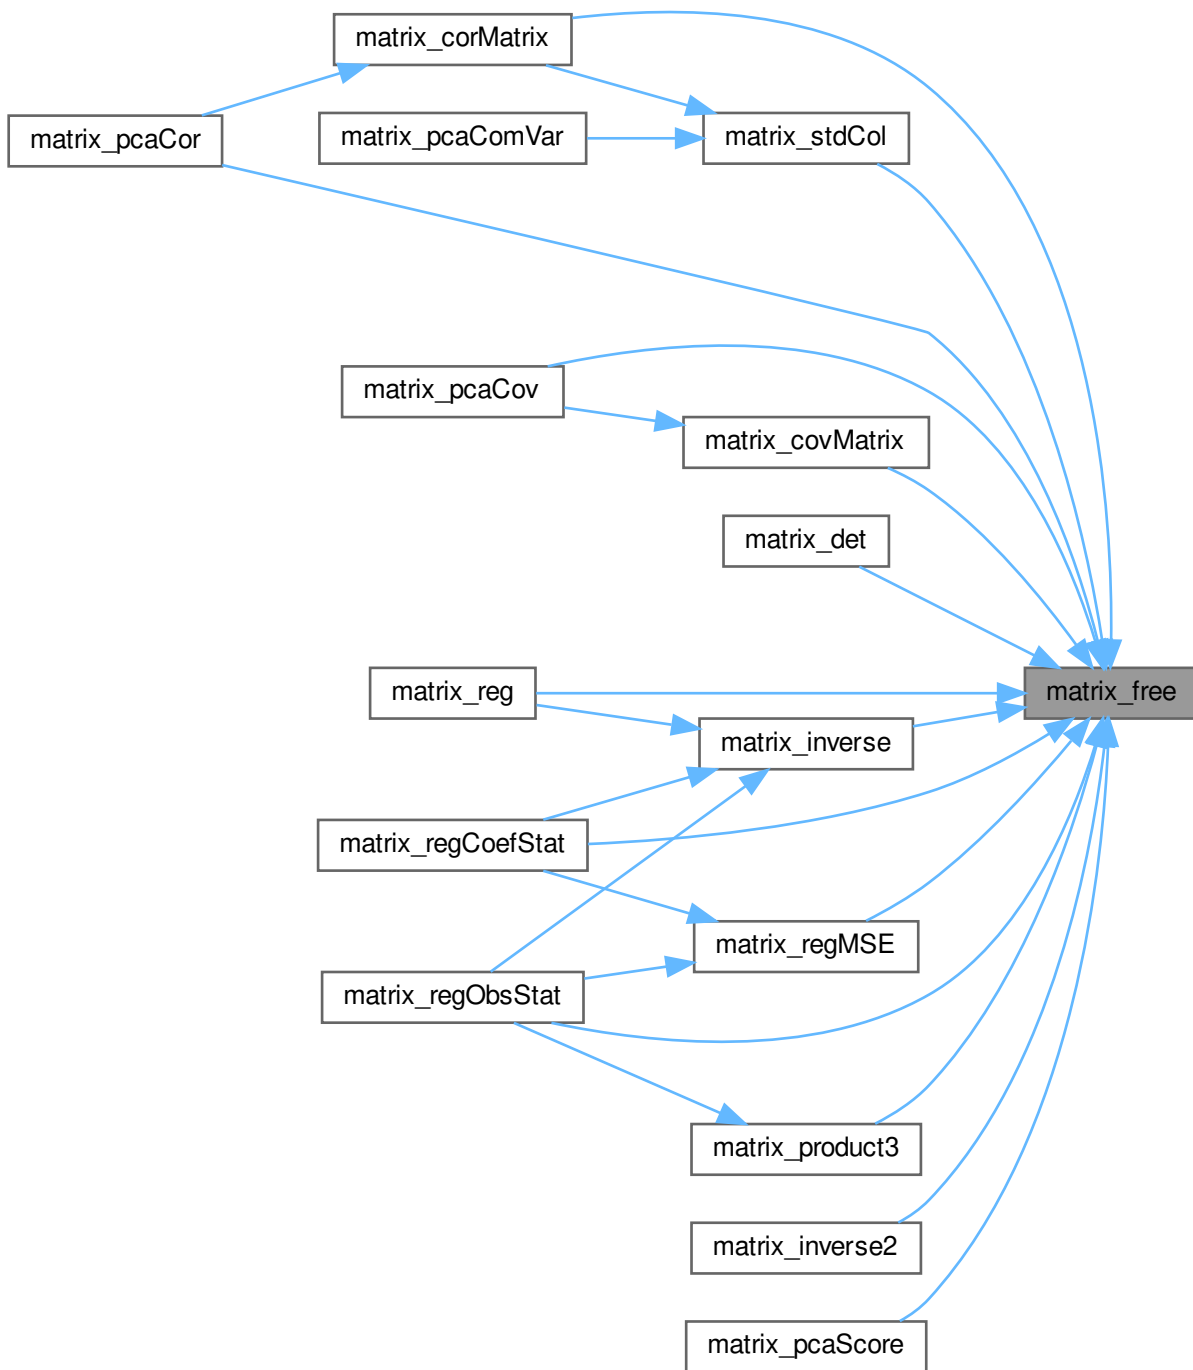 matrix_corMatrix
matrix_pcaCor
matrix_pcaComVar
matrix_stdCol
matrix_pcaCov
matrix_covMatrix
matrix_det
matrix_reg
matrix_free
matrix_inverse
matrix_regCoefStat
matrix_regMSE
matrix_regObsStat
matrix_product3
matrix_inverse2
matrix_pcaScore